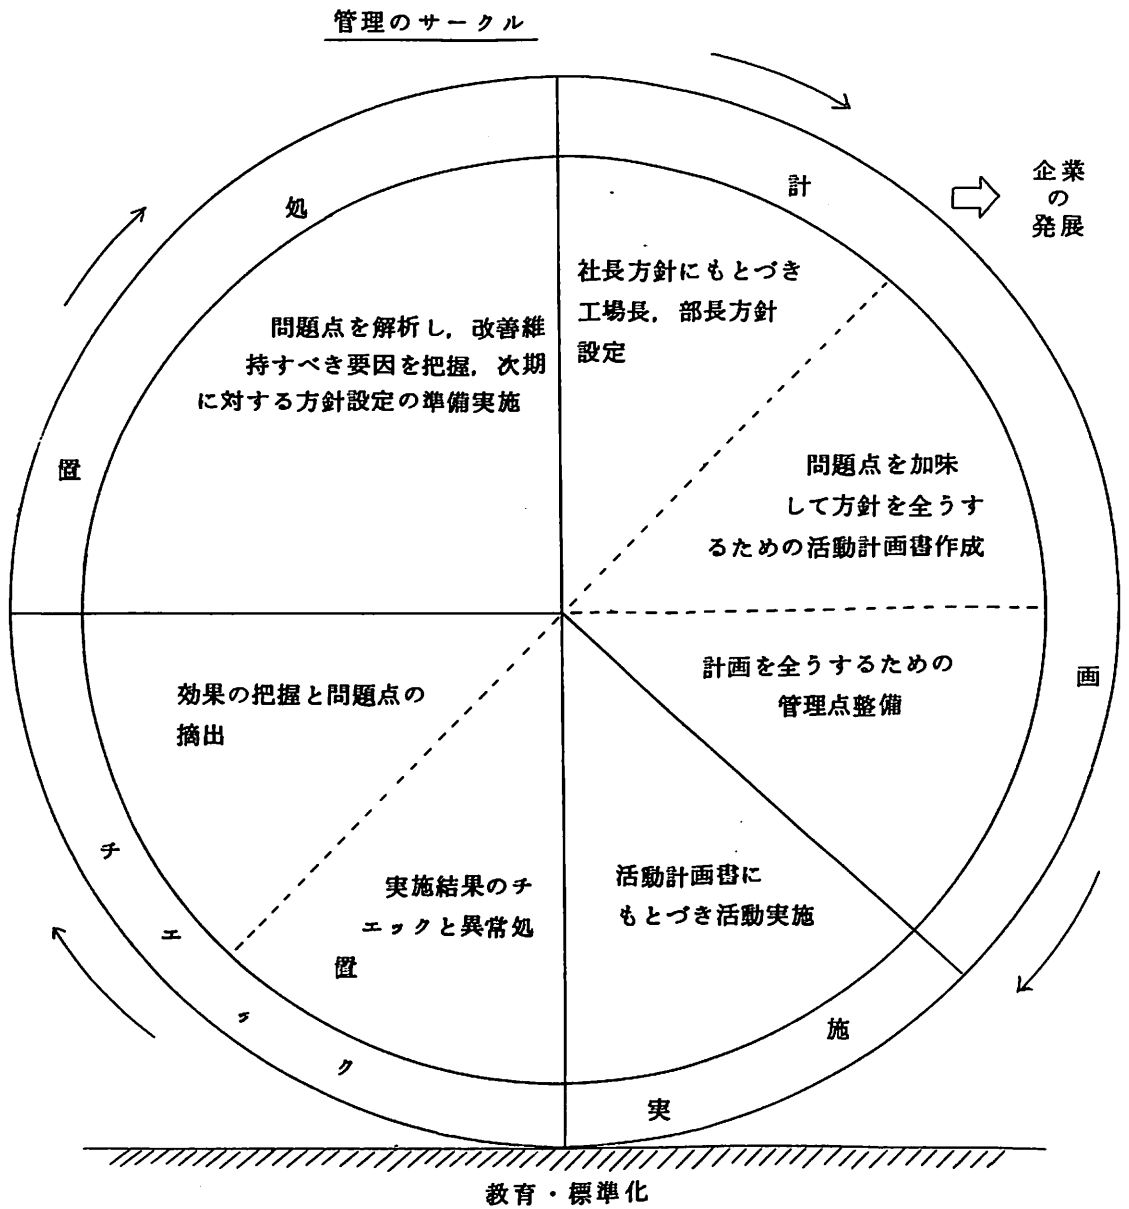 管理のサークル
計画
企業
の
発展
社長方針にもとづき
工場長，部長方針
設定
問題点を加味
して方針を全うす
るための活動計画書作成
計画を全うするための
管理点整備
実施
活動計画書に
もとづき活動実施
チェック
実施結果のチ
ェックと異常処
置
効果の把握と問題点の
摘出
処置
問題点を解析し，改善維
持すべき要因を把握，次期
に対する方針設定の準備実施
教育・標準化